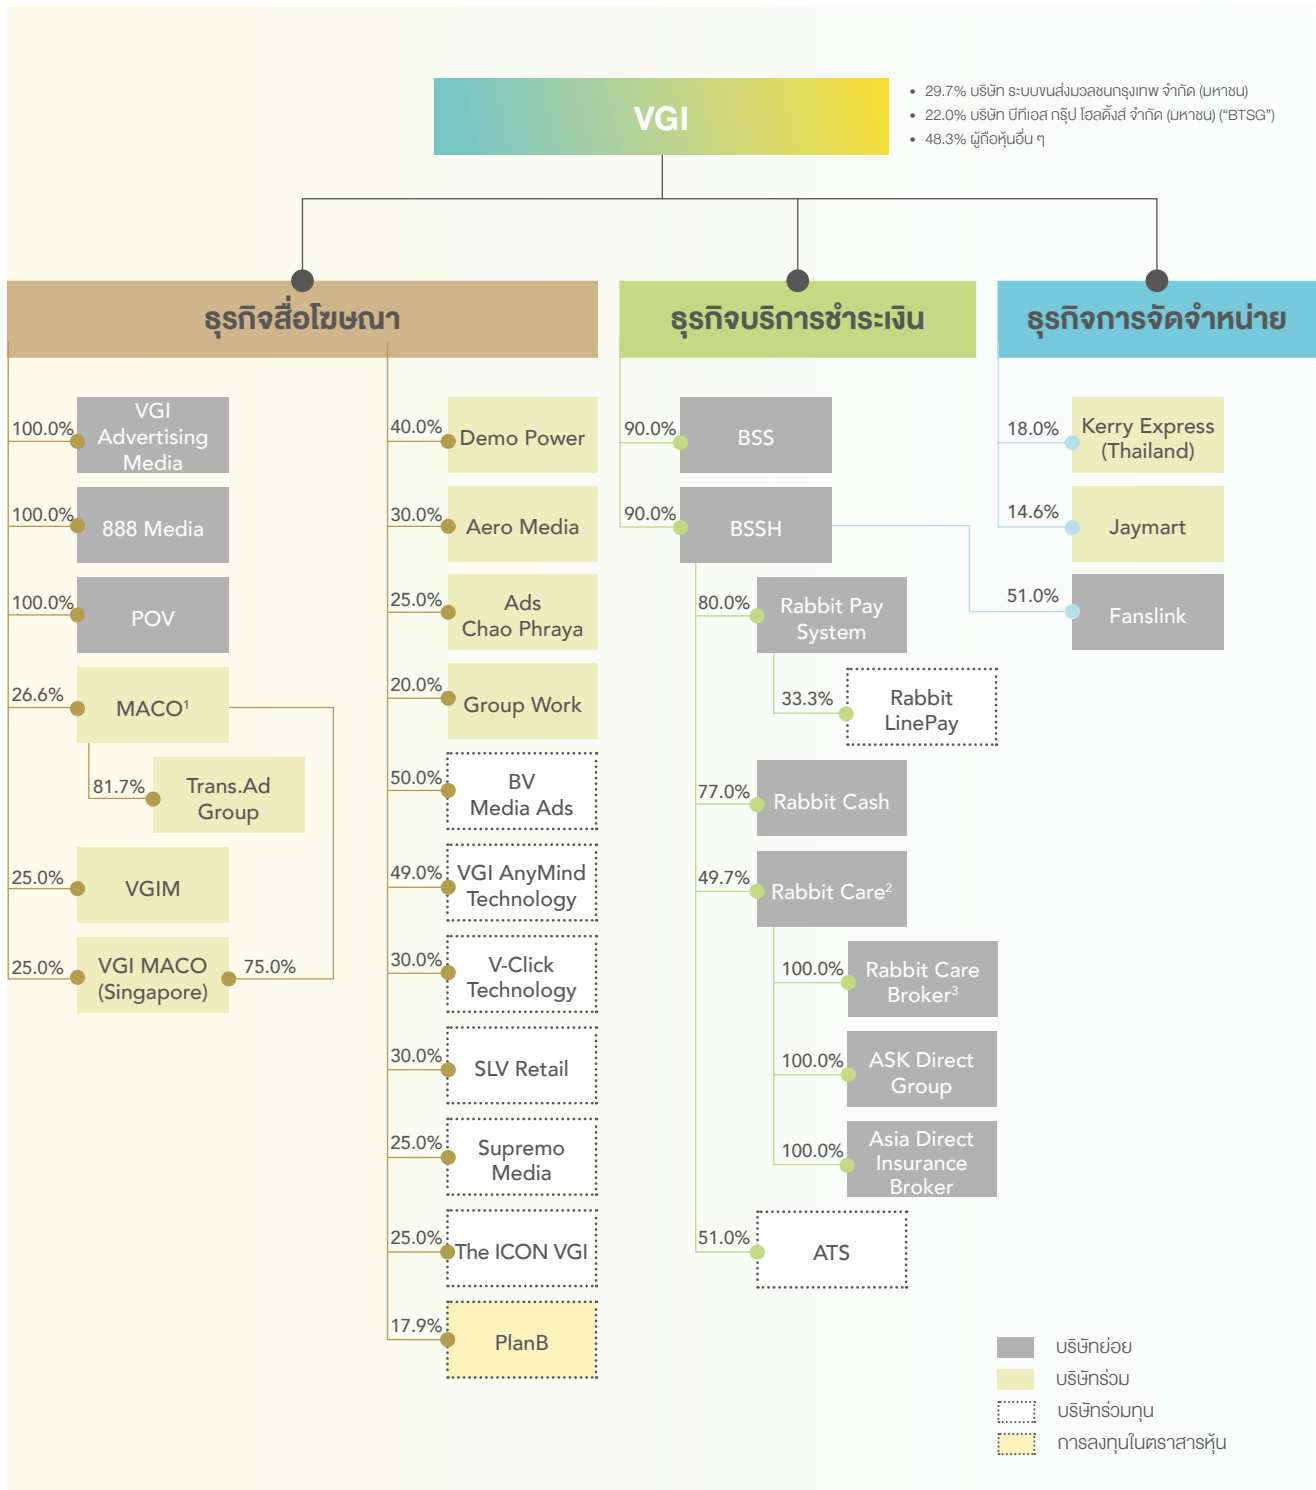 VGI
• 29.7% บริษัท ระบบขนส่งมวลชนกรุงเทพ จำกัด (มหาชน)
• 22.0% บริษัท บีทีเอส กรุ๊ป โฮลดิ้งส์ จำกัด (มหาชน) (“BTSG”)
• 48.3% ผู้ถือหุ้นอื่น ๆ
ธุรกิจสื่อโฆษณา
100.0%
VGI
Advertising
Media
100.0%
888 Media
100.0%
POV
26.6%
MACO¹
81.7%
Trans.Ad
Group
25.0%
VGIM
25.0%
VGI MACO
(Singapore)
75.0%
40.0%
Demo Power
30.0%
Aero Media
25.0%
Ads
Chao Phraya
20.0%
Group Work
50.0%
BV
Media Ads
49.0%
VGI AnyMind
Technology
30.0%
V-Click
Technology
30.0%
SLV Retail
25.0%
Supremo
Media
25.0%
The ICON VGI
17.9%
PlanB
ธุรกิจบริการชำระเงิน
90.0%
BSS
90.0%
BSSH
80.0%
Rabbit Pay
System
33.3%
Rabbit
LinePay
77.0%
Rabbit Cash
49.7%
Rabbit Care²
100.0%
Rabbit Care
Broker³
100.0%
ASK Direct
Group
100.0%
Asia Direct
Insurance
Broker
51.0%
ATS
ธุรกิจการจัดจำหน่าย
18.0%
Kerry Express
(Thailand)
14.6%
Jaymart
51.0%
Fanslink
บริษัทย่อย
บริษัทร่วม
บริษัทร่วมทุน
การลงทุนในตราสารหุ้น